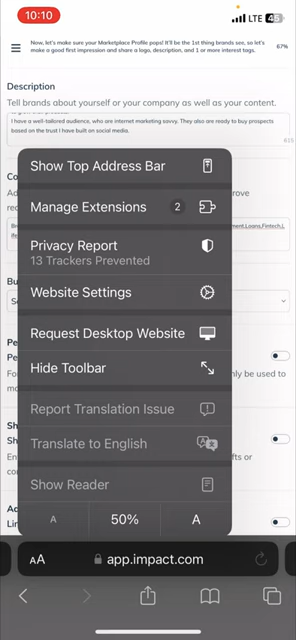 10:10
LTE 45
Now, let's make sure your Marketplace Profile pops! It'll be the 1st thing brands see, so let's
make a good first impression and share a logo, description, and 1 or more interest tags.
67%
Description
Tell brands about yourself or your company as well as your content.
I have a well-tailored audience, who are internet marketing savvy. They also are ready to buy prospects
based on the trust I have built on social media.
Show Top Address Bar
Manage Extensions 2
Privacy Report
13 Trackers Prevented
Website Settings
Request Desktop Website
Hide Toolbar
Report Translation Issue
Translate to English
Show Reader
A 50% A
AA app.impact.com